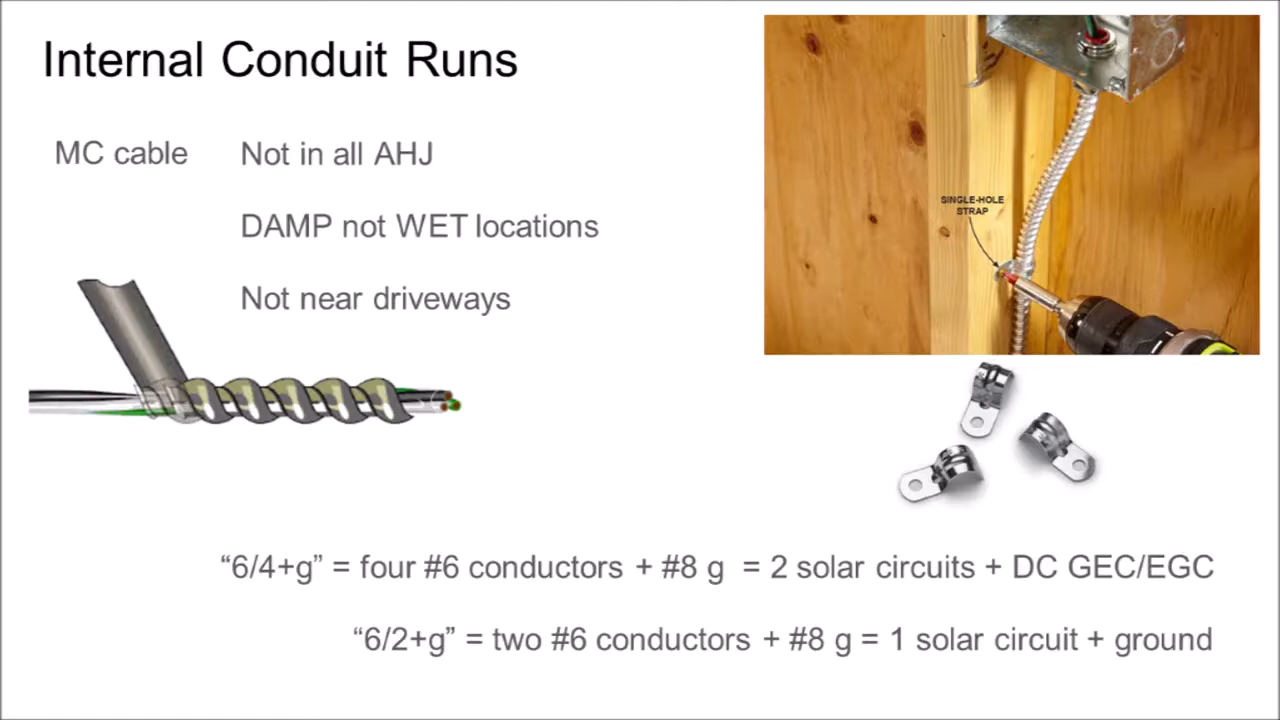 Internal Conduit Runs
MC cable
Not in all AHJ
DAMP not WET locations
Not near driveways
SINGLE-HOLE
STRAP
“6/4+g” = four #6 conductors + #8 g = 2 solar circuits + DC GEC/EGC
“6/2+g” = two #6 conductors + #8 g = 1 solar circuit + ground